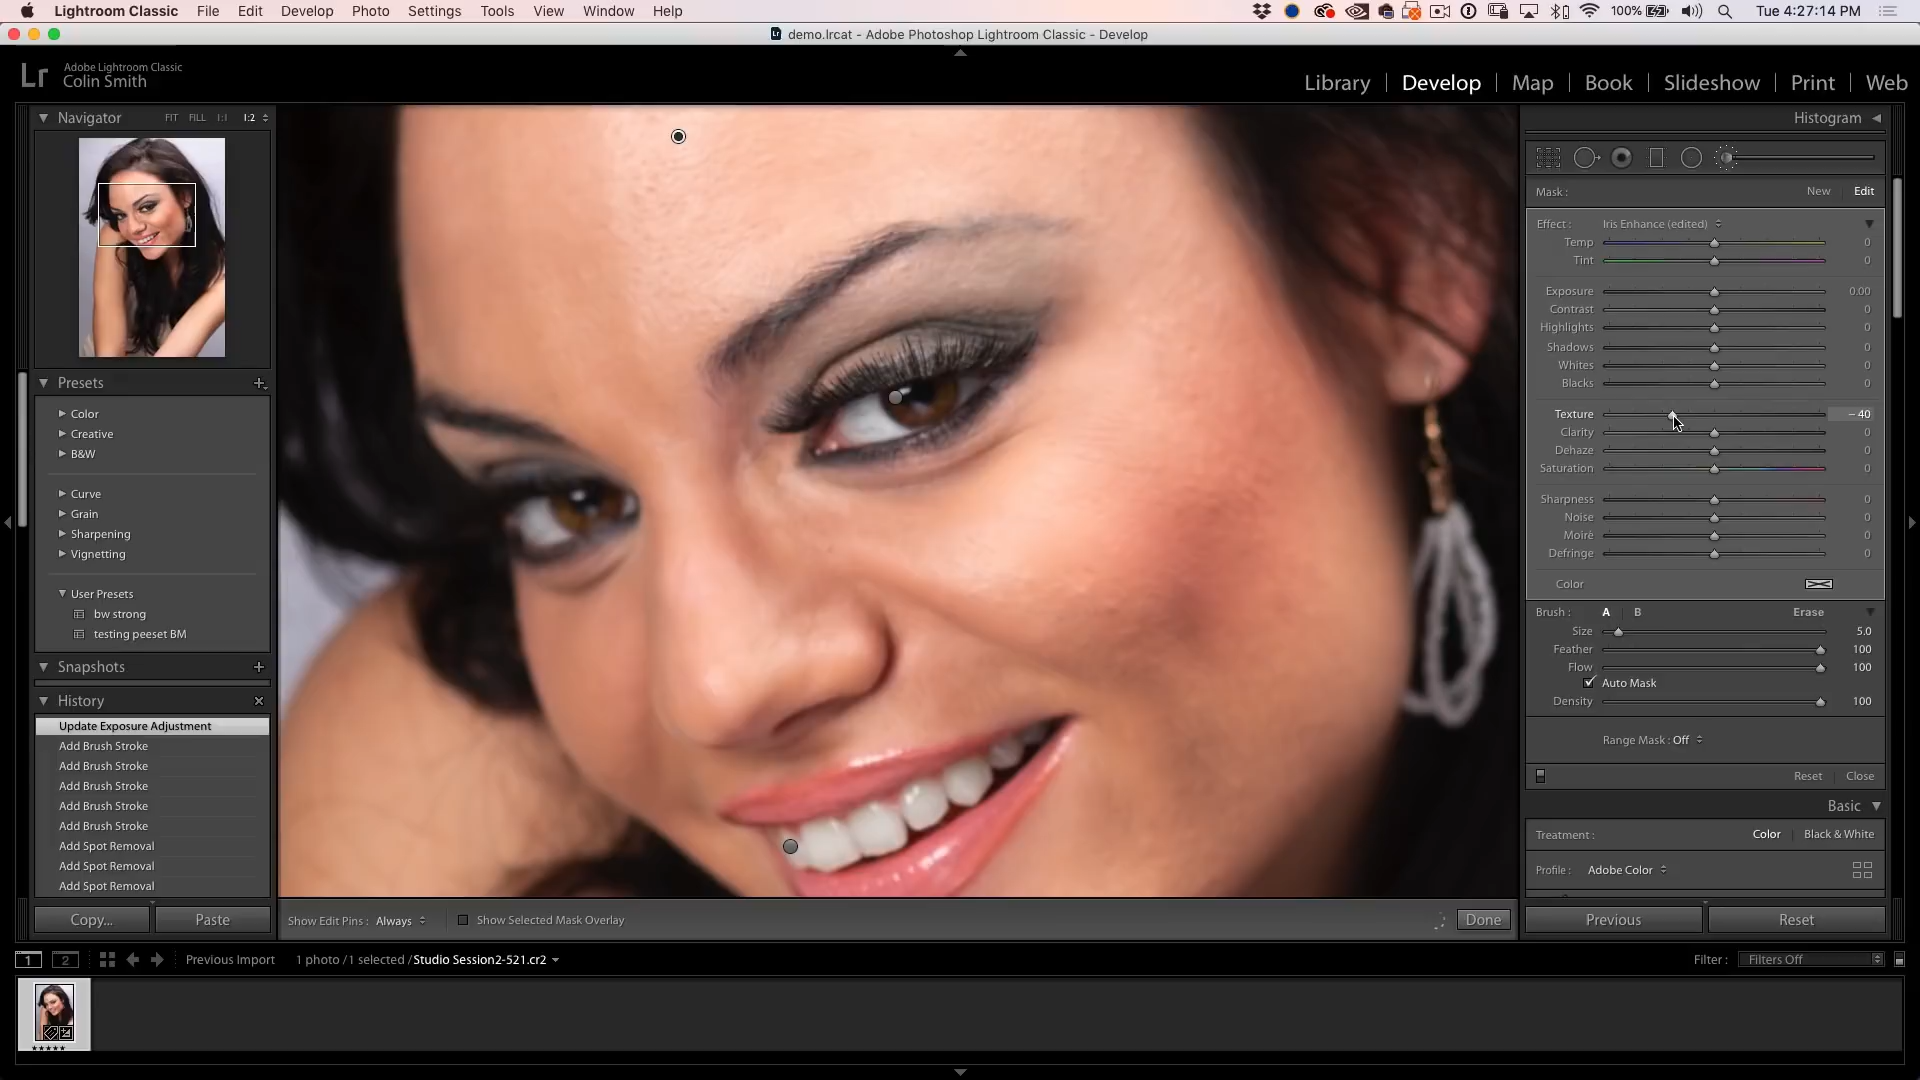 Lightroom Classic File Edit Develop Photo Settings Tools View Window Help 100% Tue 4:27:14 PM
Lr demo.lrcat - Adobe Photoshop Lightroom Classic - Develop
Lr Adobe Lightroom Classic
Colin Smith
Library | Develop | Map | Book | Slideshow | Print | Web
Navigator FIT FILL 1:1 1:2
Presets +
Color
Creative
B&W
Curve
Grain
Sharpening
Vignetting
User Presets
bw strong
testing peeset BM
Snapshots +
History ×
Update Exposure Adjustment
Add Brush Stroke
Add Brush Stroke
Add Brush Stroke
Add Brush Stroke
Add Brush Stroke
Add Spot Removal
Add Spot Removal
Add Spot Removal
Copy... Paste
Show Edit Pins : Always Show Selected Mask Overlay Done
Histogram
Mask : New Edit
Effect : Iris Enhance (edited)
Temp 0
Tint 0
Exposure 0.00
Contrast 0
Highlights 0
Shadows 0
Whites 0
Blacks 0
Texture – 40
Clarity 0
Dehaze 0
Saturation 0
Sharpness 0
Noise 0
Moiré 0
Defringe 0
Color
Brush : A B Erase
Size 5.0
Feather 100
Flow 100
Auto Mask
Density 100
Range Mask : Off
Reset Close
Basic
Treatment : Color Black & White
Profile : Adobe Color
Previous Reset
1 2 Previous Import 1 photo / 1 selected / Studio Session2-521.cr2 Filter : Filters Off